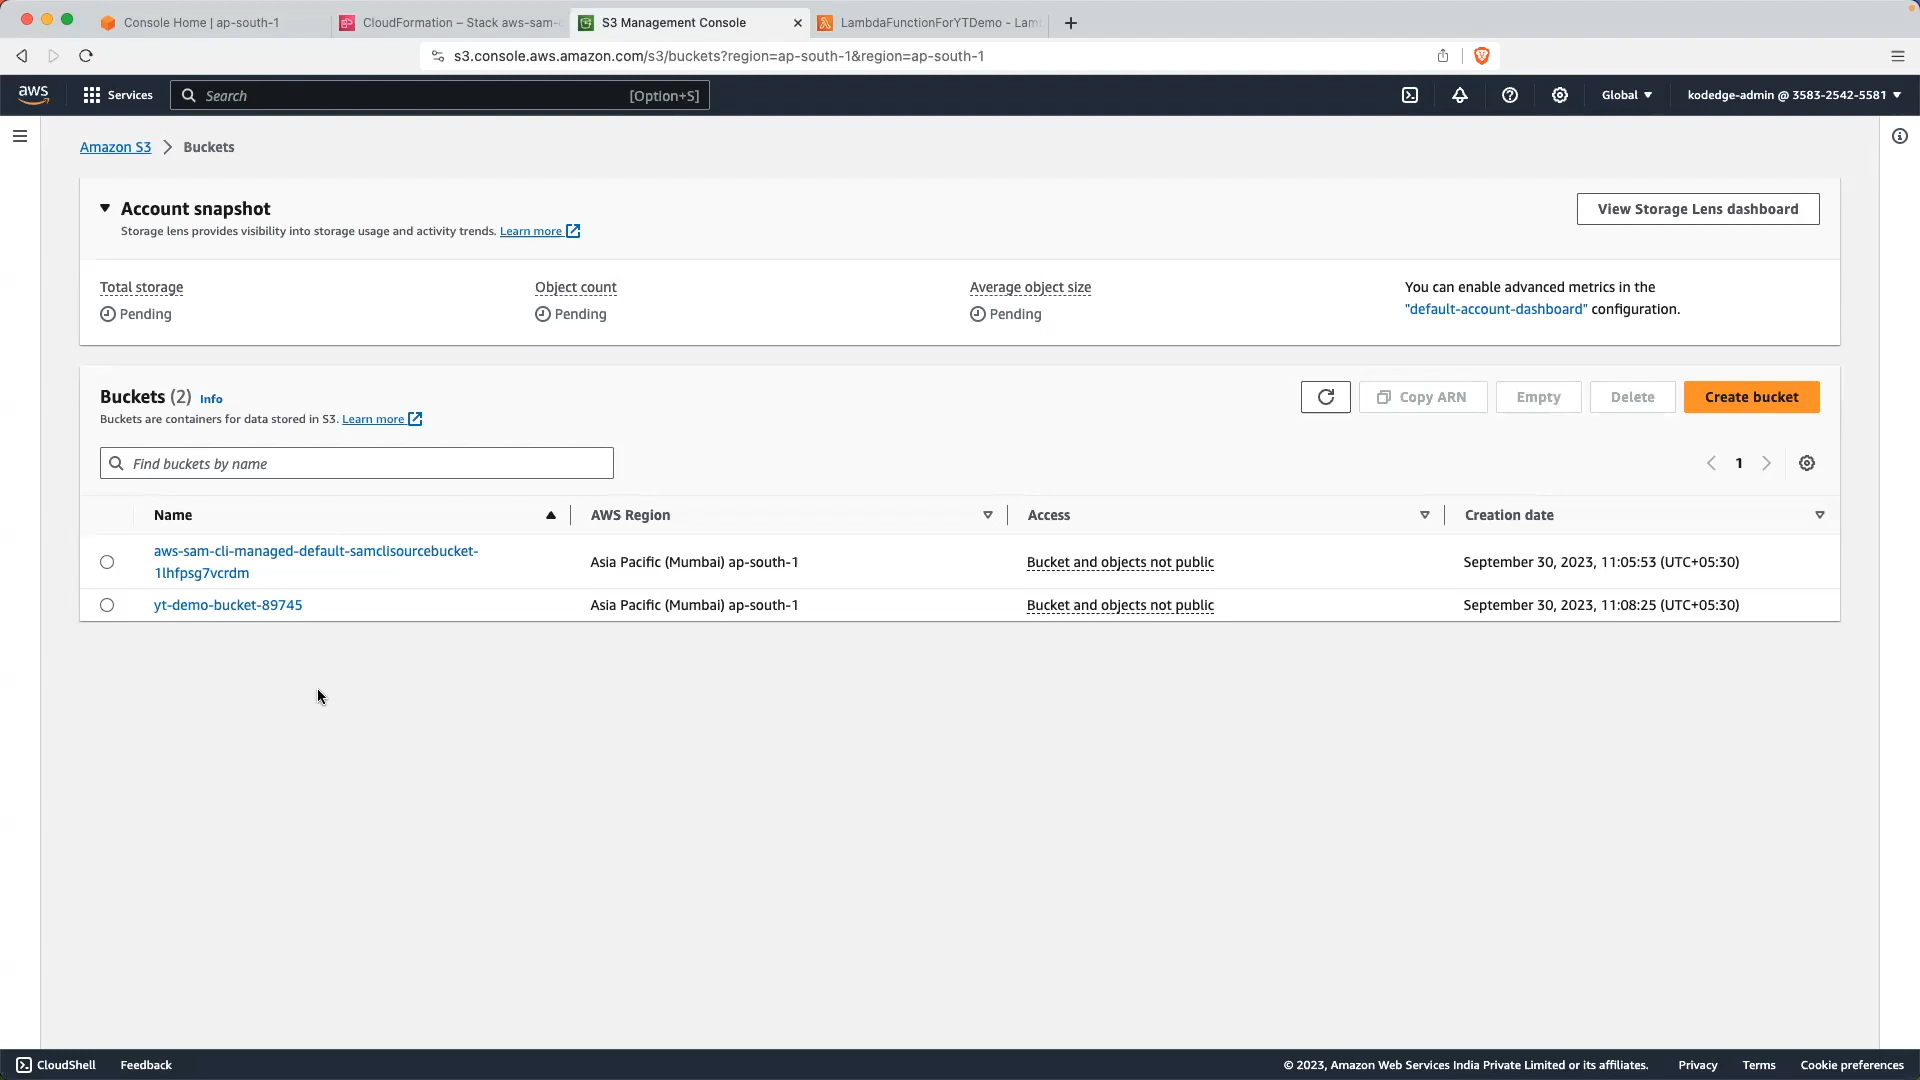 Console Home | ap-south-1
CloudFormation – Stack aws-sam-
S3 Management Console
LambdaFunctionForYTDemo - Lam
s3.console.aws.amazon.com/s3/buckets?region=ap-south-1&region=ap-south-1
aws
Services
Search
[Option+S]
Global
kodedge-admin @ 3583-2542-5581
Amazon S3 > Buckets
Account snapshot
View Storage Lens dashboard
Storage lens provides visibility into storage usage and activity trends. Learn more
Total storage
Pending
Object count
Pending
Average object size
Pending
You can enable advanced metrics in the
"default-account-dashboard" configuration.
Buckets (2) Info
Buckets are containers for data stored in S3. Learn more
Copy ARN
Empty
Delete
Create bucket
Find buckets by name
1
Name
AWS Region
Access
Creation date
aws-sam-cli-managed-default-samclisourcebucket-
1lhfpsg7vcrdm
Asia Pacific (Mumbai) ap-south-1
Bucket and objects not public
September 30, 2023, 11:05:53 (UTC+05:30)
yt-demo-bucket-89745
Asia Pacific (Mumbai) ap-south-1
Bucket and objects not public
September 30, 2023, 11:08:25 (UTC+05:30)
CloudShell
Feedback
© 2023, Amazon Web Services India Private Limited or its affiliates.
Privacy
Terms
Cookie preferences